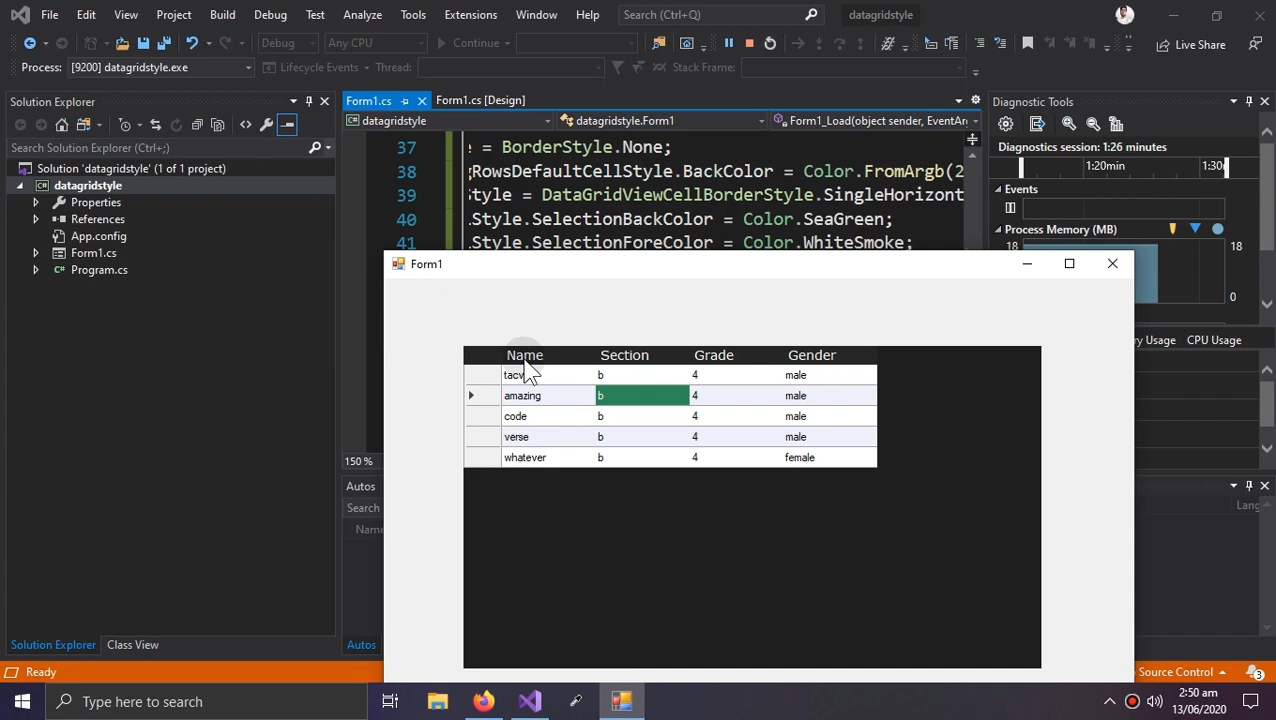 File Edit View Project Build Debug Test Analyze Tools Extensions Window Help Search (Ctrl+Q) datagridstyle
Debug Any CPU Continue Live Share
Process: [9200] datagridstyle.exe Lifecycle Events Thread: Stack Frame:
Solution Explorer
Search Solution Explorer (Ctrl+;)
Solution 'datagridstyle' (1 of 1 project)
datagridstyle
Properties
References
App.config
Form1.cs
Program.cs
Solution Explorer Class View
Form1.cs Form1.cs [Design]
datagridstyle datagridstyle.Form1 Form1_Load(object sender, EventAr
37 = BorderStyle.None;
38 gRowsDefaultCellStyle.BackColor = Color.FromArgb(2
39 Style = DataGridViewCellBorderStyle.SingleHorizont
40 .Style.SelectionBackColor = Color.SeaGreen;
41 .Style.SelectionForeColor = Color.WhiteSmoke;
150 %
Autos
Search
Name
Autos
Diagnostic Tools
Diagnostics session: 1:26 minutes
1:20min 1:30
Events
Process Memory (MB)
18 18
0
Usage CPU Usage
Lang
Form1
Name Section Grade Gender
b 4 male
amazing b 4 male
code b 4 male
verse b 4 male
whatever b 4 female
Ready
Source Control 3
Type here to search
2:50 am
13/06/2020